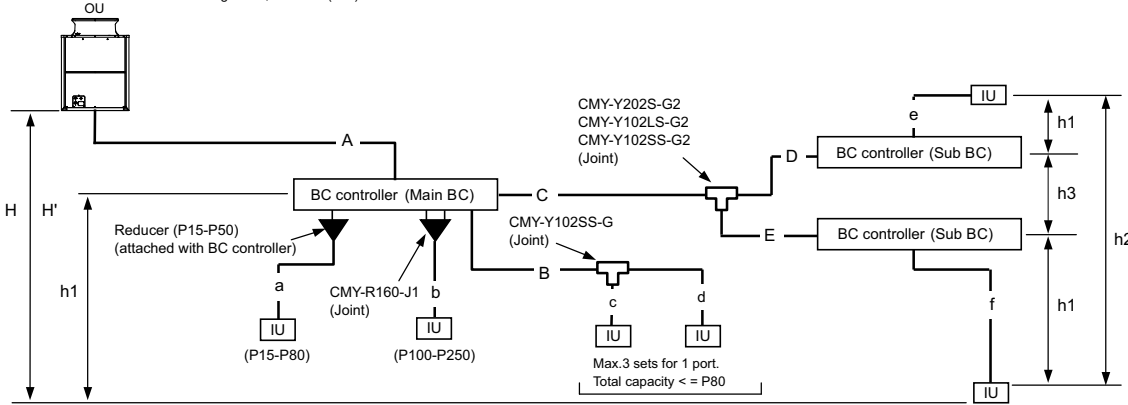 OU
CMY-Y202S-G2
CMY-Y102LS-G2
CMY-Y102SS-G2
(Joint)
IU
e
h1
A
D
BC controller (Sub BC)
BC controller (Main BC)
C
h3
H
H'
Reducer (P15-P50)
(attached with BC controller)
CMY-Y102SS-G
(Joint)
E
BC controller (Sub BC)
h2
B
h1
a
CMY-R160-J1
(Joint)
b
c
d
f
h1
IU
IU
IU
IU
(P15-P80)
(P100-P250)
Max.3 sets for 1 port.
Total capacity < = P80
IU